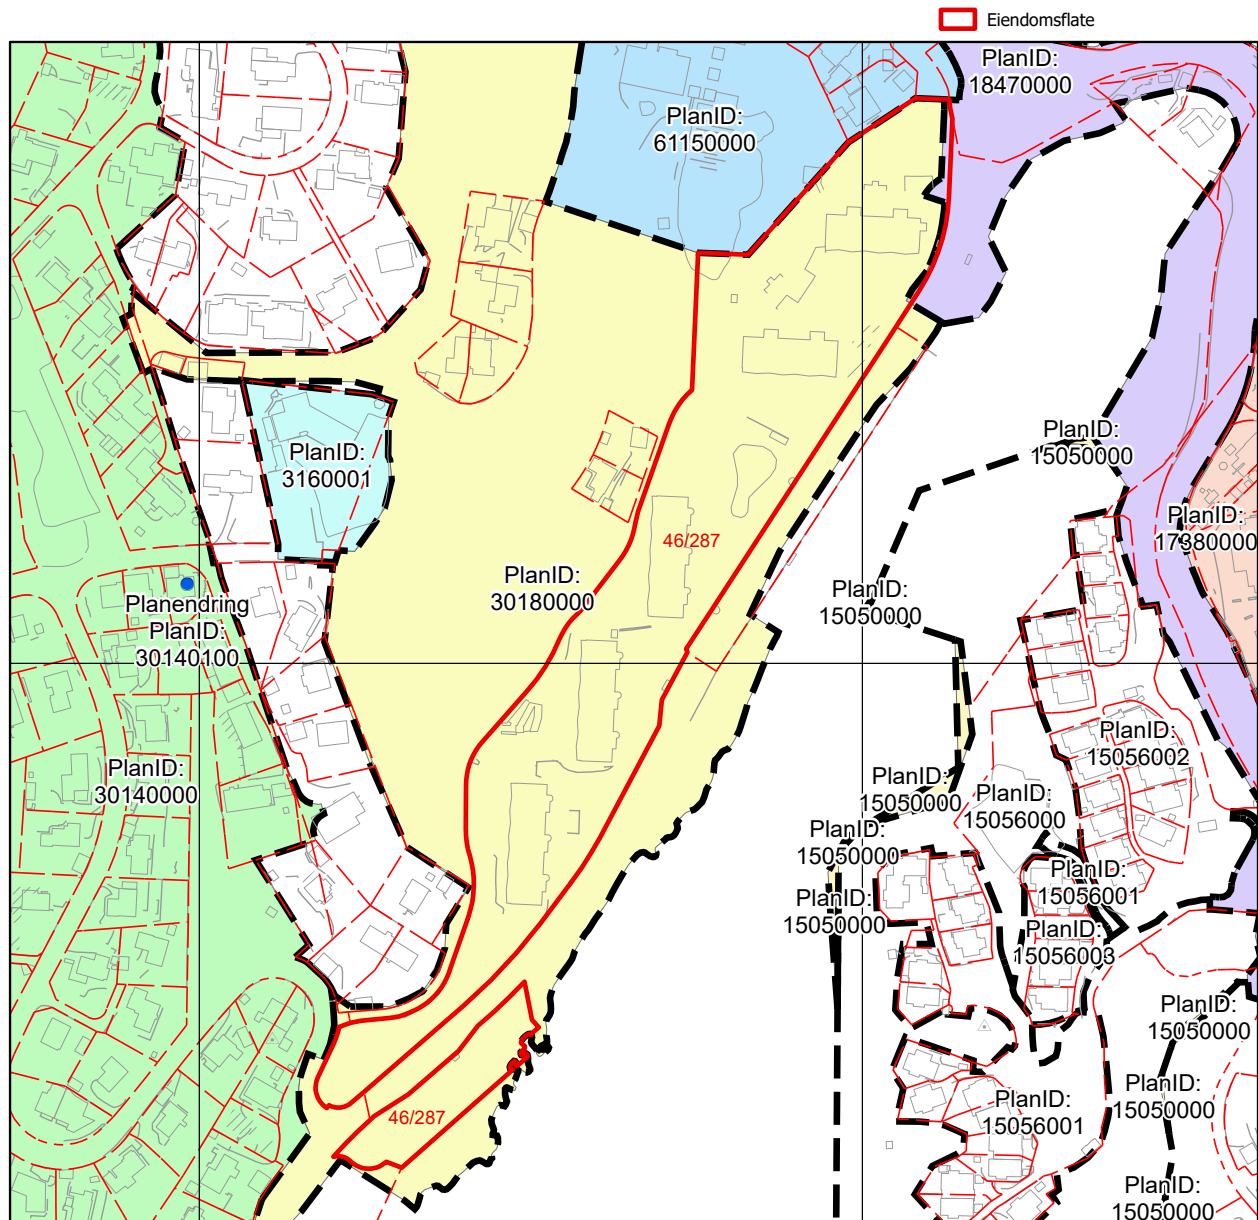 Eiendomsflate
PlanID:
18470000
PlanID:
61150000
PlanID:
3160001
PlanID:
15050000
PlanID:
17380000
46/287
PlanID:
30180000
PlanID:
15050000
Planendring
PlanID:
30140100
PlanID:
30140000
PlanID:
15056002
PlanID:
15050000
PlanID:
15056000
PlanID:
15050000
PlanID:
15056001
PlanID:
15050000
PlanID:
15056003
PlanID:
15050000
PlanID:
15050000
PlanID:
15056001
46/287
PlanID:
15050000